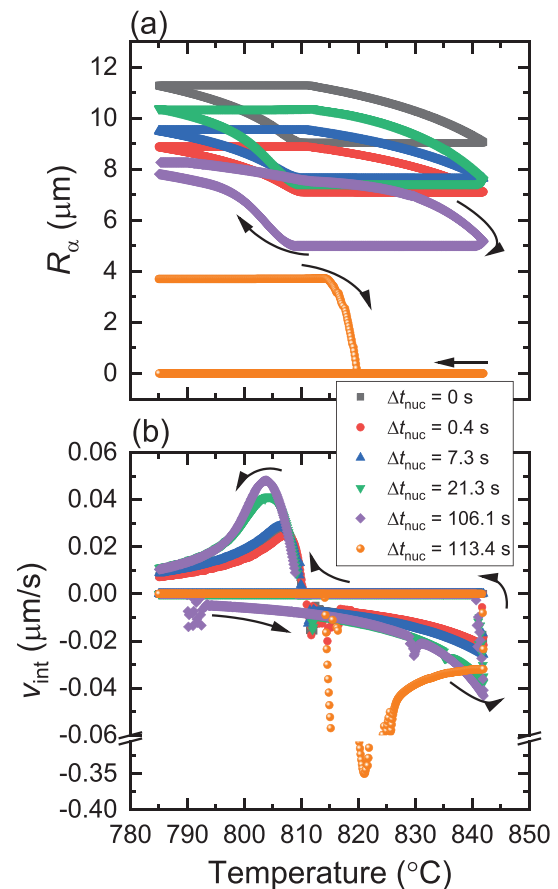 (a)
12
10
8
6
4
2
0
R_α (μm)
Δt_nuc = 0 s
Δt_nuc = 0.4 s
Δt_nuc = 7.3 s
Δt_nuc = 21.3 s
Δt_nuc = 106.1 s
Δt_nuc = 113.4 s
(b)
0.06
0.04
0.02
0.00
-0.02
-0.04
-0.06
-0.35
-0.40
v_int (μm/s)
780 790 800 810 820 830 840 850
Temperature (°C)